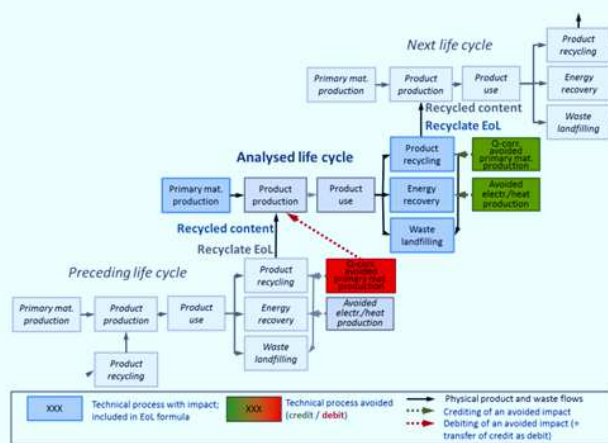 Next life cycle
Product
recycling
Primary mat.
production
Product
production
Product
use
Energy
recovery
Waste
landfilling
Recycled content
Recyclate EoL
Analysed life cycle
Product
recycling
Q-corr.
avoided
primary mat.
production
Primary mat.
production
Product
production
Product
use
Energy
recovery
Avoided
electr./heat
production
Waste
landfilling
Recycled content
Recyclate EoL
Preceding life cycle
Product
recycling
Q-corr. avoided
primary mat.
production
Primary mat.
production
Product
production
Product
use
Energy
recovery
Avoided
electr./heat
production
Waste
landfilling
Product
recycling
XXX
Technical process with impact;
included in EoL formula
XXX
Technical process avoided
(credit / debit)
Physical product and waste flows
Crediting of an avoided impact
Debiting of an avoided impact (=
transfer of credit as debit)